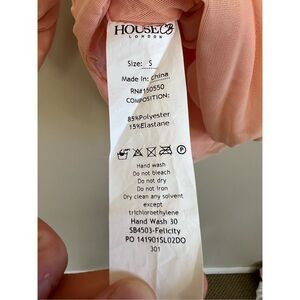 HOUSE CB
LONDON
Size: S
Made In: China
RN#150550
COMPOSITION:
85%Polyester
15%Elastane
Hand wash
Do not bleach
Do not dry
Do not iron
Dry clean any solvent
except
trichloroethylene
Hand Wash 30
SB4503-Felicity
PO 141901SL02DO
301